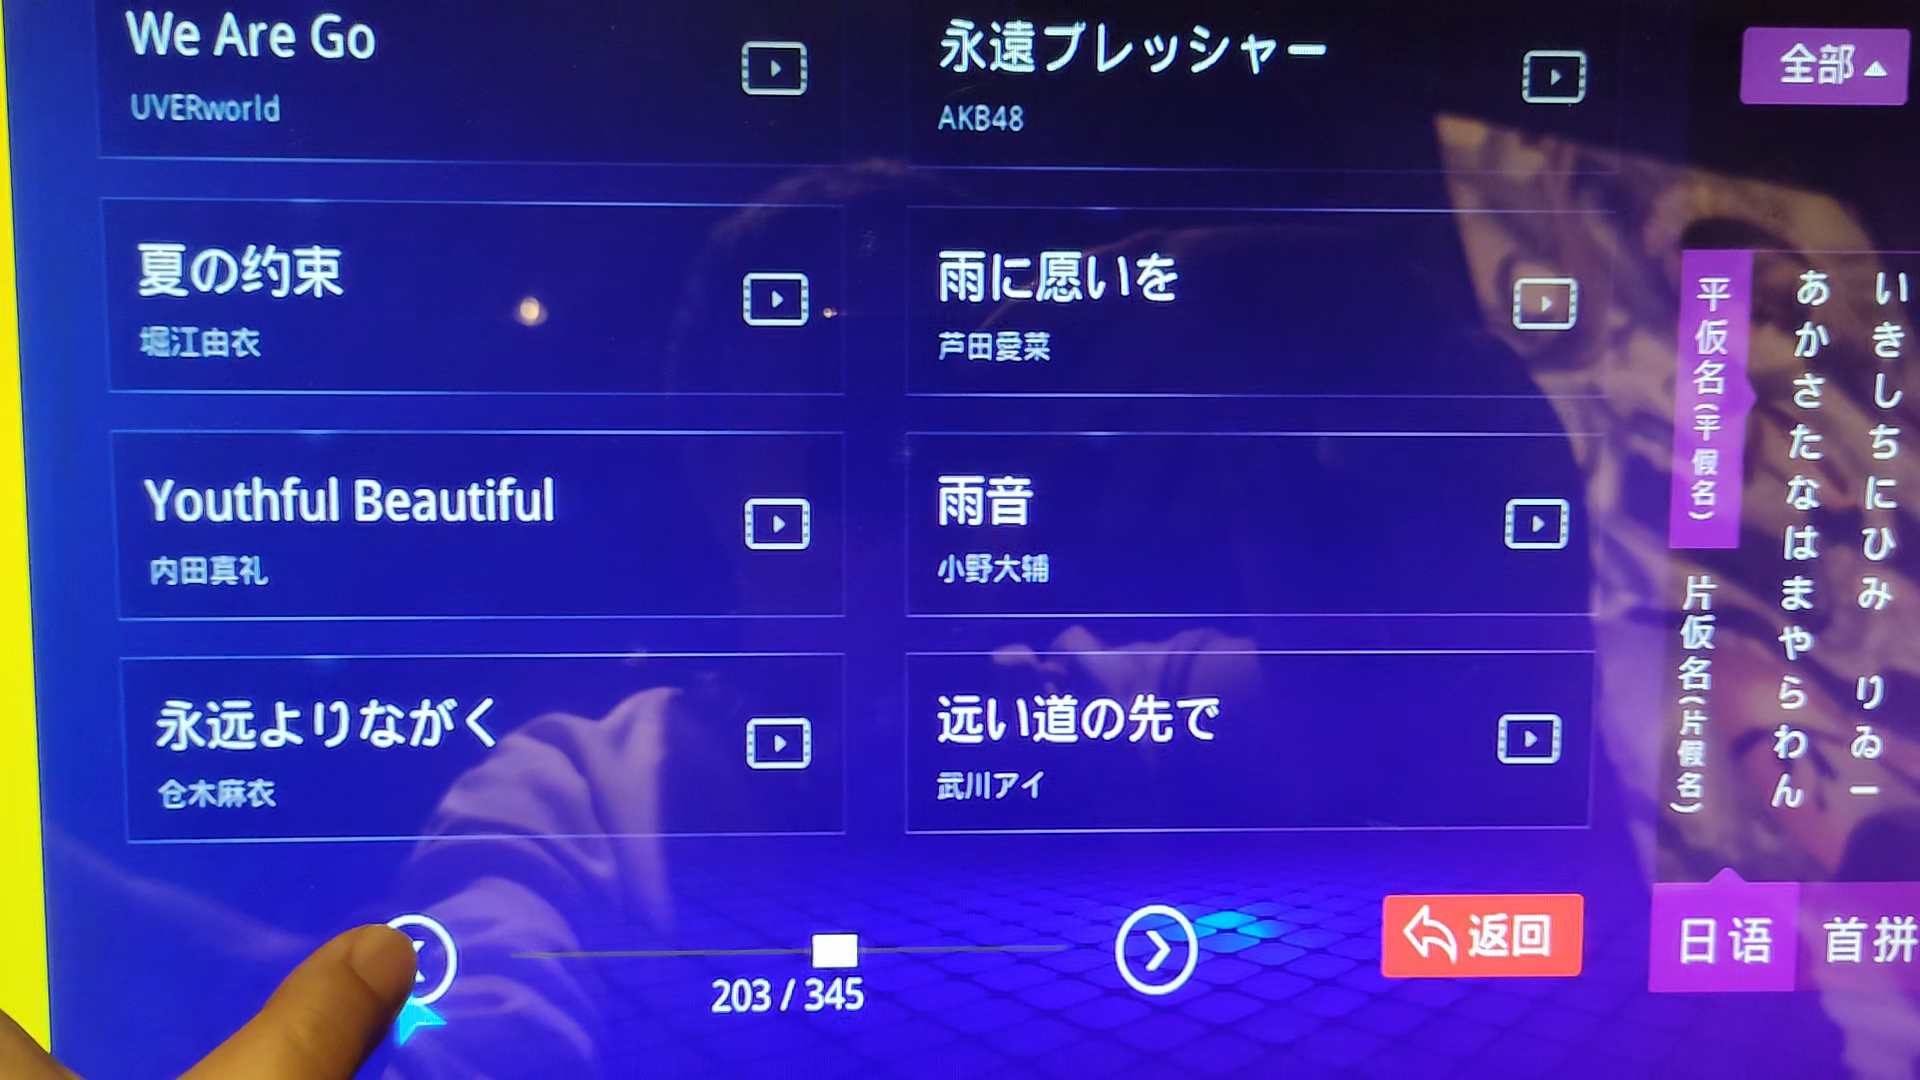 We Are Go
UVERworld
永遠プレッシャー
AKB48
全部
夏の约束
堀江由衣
雨に愿いを
芦田愛菜
Youthful Beautiful
内田真礼
雨音
小野大辅
永远よりながく
仓木麻衣
远い道の先で
武川アイ
平仮名(平假名)
片仮名(片假名)
あかさたなはまやらわん
いきしちにひみ りゐー
203 / 345
返回
日语
首拼